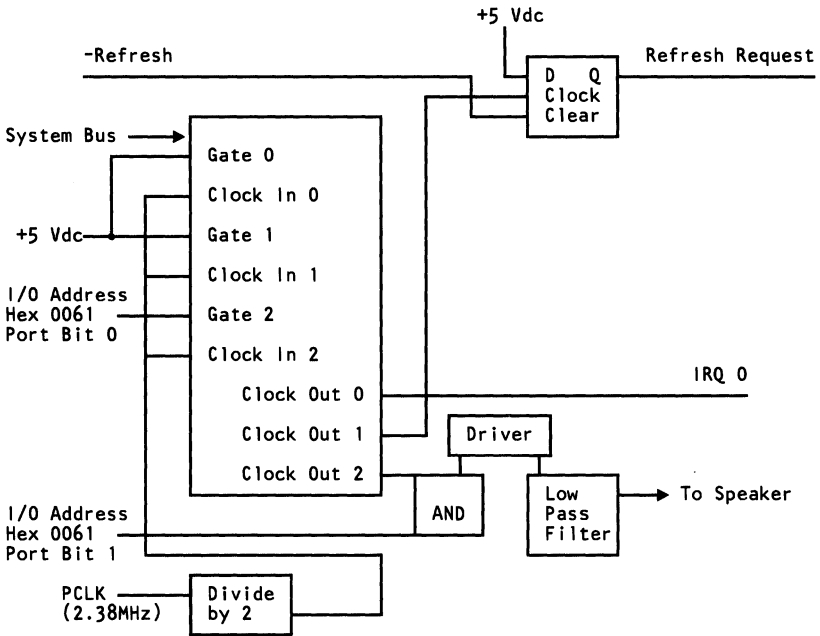 +5 Vdc
-Refresh
Refresh Request
D Q
Clock
Clear
System Bus
Gate 0
Clock In 0
+5 Vdc
Gate 1
Clock In 1
I/O Address
Hex 0061
Port Bit 0
Gate 2
Clock In 2
Clock Out 0
IRQ 0
Clock Out 1
Driver
Clock Out 2
AND
Low
Pass
Filter
To Speaker
I/O Address
Hex 0061
Port Bit 1
PCLK
(2.38MHz)
Divide
by 2